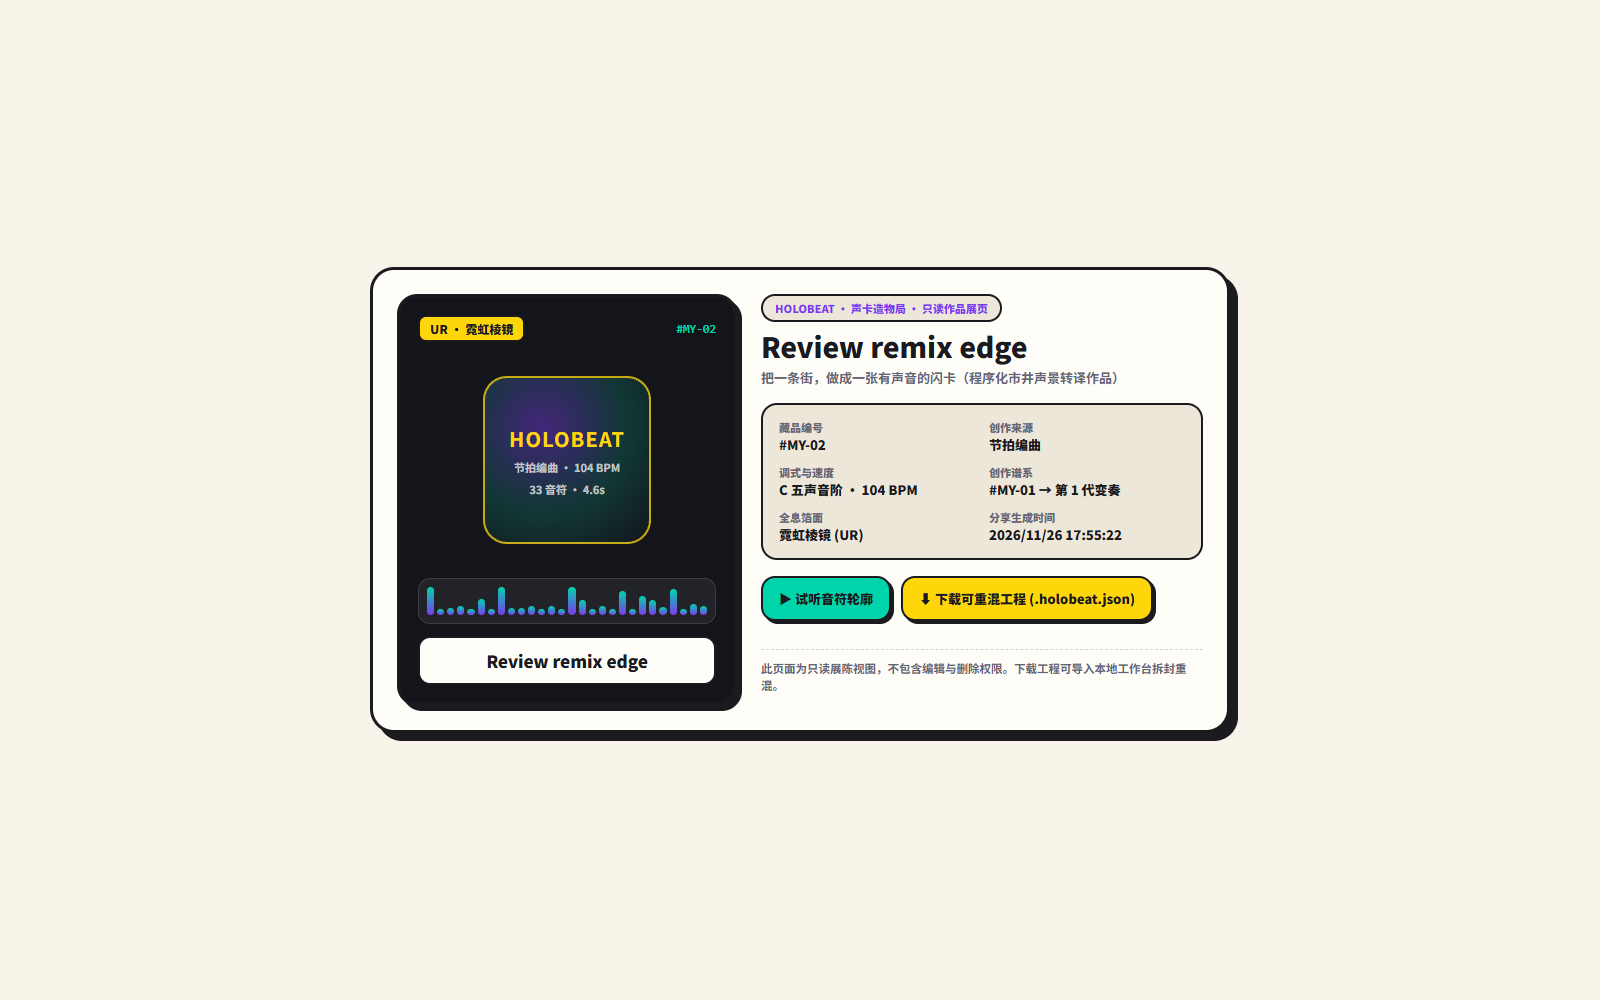 UR · 霓虹棱镜
#MY-02
HOLOBEAT
节拍编曲 · 104 BPM
33 音符 · 4.6s
Review remix edge
HOLOBEAT · 声卡造物局 · 只读作品展页
Review remix edge
把一条街，做成一张有声音的闪卡（程序化市井声景转译作品）
藏品编号
#MY-02
创作来源
节拍编曲
调式与速度
C 五声音阶 · 104 BPM
创作谱系
#MY-01 → 第 1 代变奏
全息箔面
霓虹棱镜 (UR)
分享生成时间
2026/11/26 17:55:22
▶ 试听音符轮廓
⬇ 下载可重混工程 (.holobeat.json)
此页面为只读展陈视图，不包含编辑与删除权限。下载工程可导入本地工作台拆封重
混。